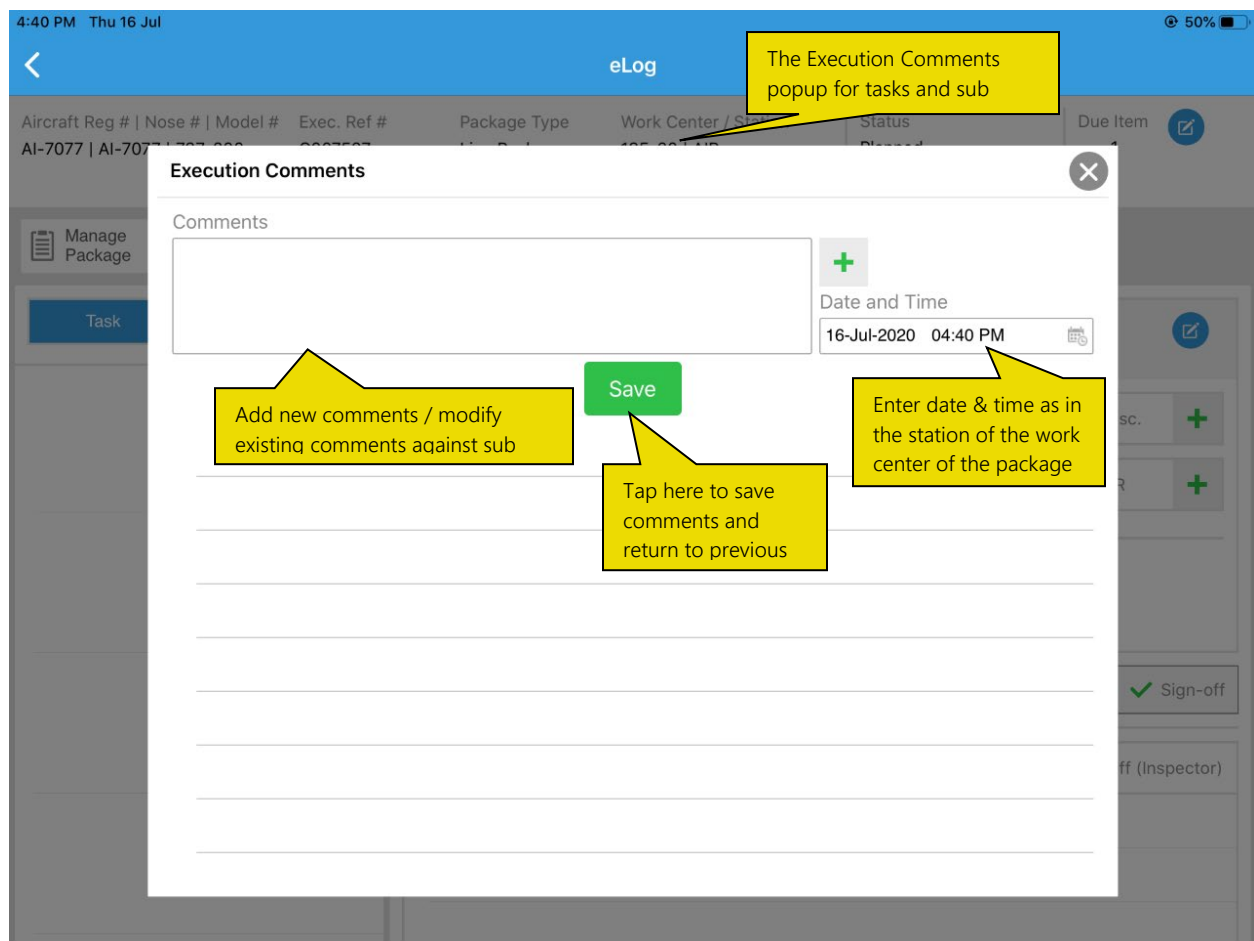 4:40 PM Thu 16 Jul
50%
eLog
The Execution Comments
popup for tasks and sub
Aircraft Reg # | Nose # | Model # Exec. Ref # Package Type Work Center / Status Due Item
AI-7077 |
Execution Comments
Manage
Package
Comments
Date and Time
16-Jul-2020 04:40 PM
Task
Save
Add new comments / modify
existing comments against sub
Enter date & time as in
the station of the work
center of the package
Tap here to save
comments and
return to previous
sc.
R
Sign-off
ff (Inspector)